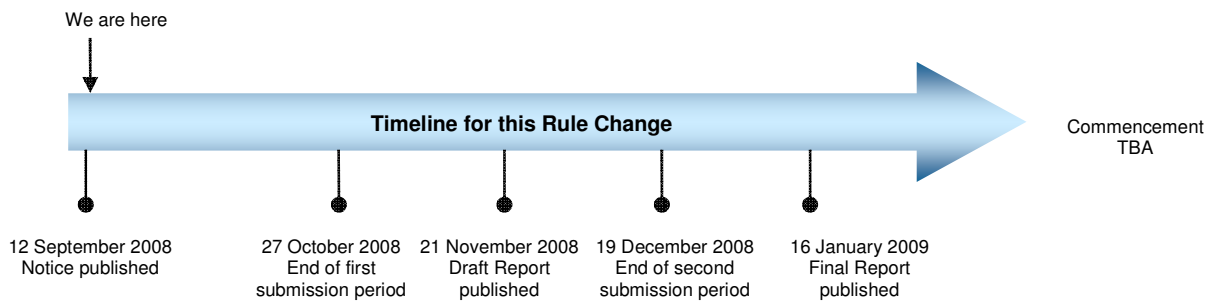 We are here
Timeline for this Rule Change
Commencement
TBA
12 September 2008
Notice published
27 October 2008
End of first
submission period
21 November 2008
Draft Report
published
19 December 2008
End of second
submission period
16 January 2009
Final Report
published